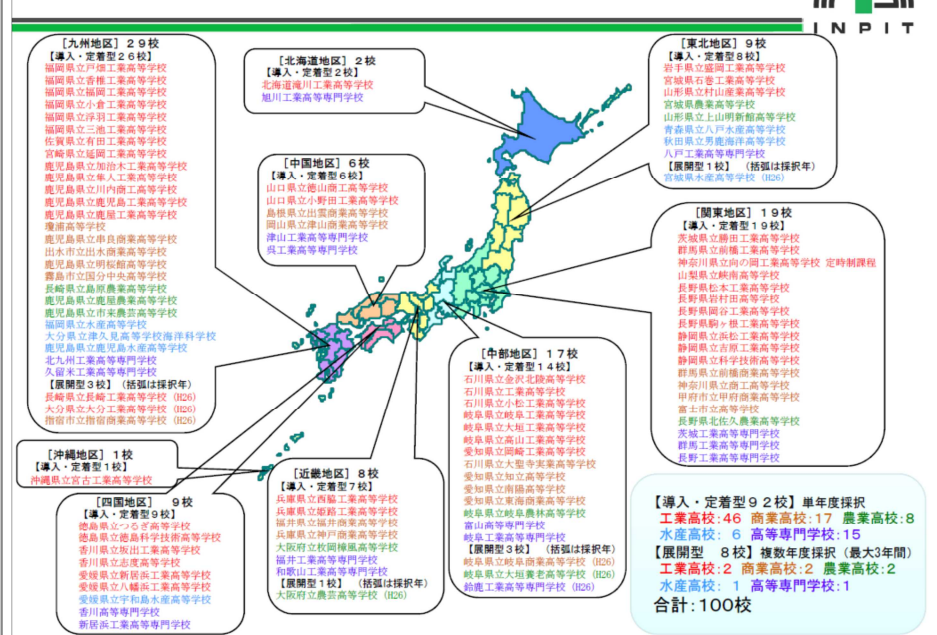 INPIT
[九州地区] 29校
【導入・定着型26校】
福岡県立戸畑工業高等学校
福岡県立香椎工業高等学校
福岡県立福岡工業高等学校
福岡県立小倉工業高等学校
福岡県立浮羽工業高等学校
福岡県立三池工業高等学校
佐賀県立有田工業高等学校
宮崎県立延岡工業高等学校
鹿児島県立加治木工業高等学校
鹿児島県立隼人工業高等学校
鹿児島県立川内商工高等学校
鹿児島県立鹿児島工業高等学校
鹿児島県立鹿屋工業高等学校
瓊浦高等学校
鹿児島県立串良商業高等学校
出水市立出水商業高等学校
鹿児島県立明桜館高等学校
霧島市立国分中央高等学校
長崎県立島原農業高等学校
鹿児島県立鹿屋農業高等学校
鹿児島県立市来農芸高等学校
福岡県立水産高等学校
大分県立津久見高等学校海洋科学校
鹿児島県立鹿児島水産高等学校
北九州工業高等専門学校
久留米工業高等専門学校
【展開型3校】 (括弧は採択年)
長崎県立長崎工業高等学校 (H26)
大分県立大分工業高等学校 (H26)
指宿市立指宿商業高等学校 (H26)
[北海道地区] 2校
【導入・定着型2校】
北海道滝川工業高等学校
旭川工業高等専門学校
[東北地区] 9校
【導入・定着型8校】
岩手県立盛岡工業高等学校
宮城県石巻工業高等学校
山形県立村山産業高等学校
宮城県農業高等学校
山形県立上山明新館高等学校
青森県立八戸水産高等学校
秋田県立男鹿海洋高等学校
八戸工業高等専門学校
【展開型1校】 (括弧は採択年)
宮城県水産高等学校 (H26)
[中国地区] 6校
【導入・定着型6校】
山口県立徳山商工高等学校
山口県立小野田工業高等学校
島根県立出雲商業高等学校
岡山県立津山商業高等学校
津山工業高等専門学校
呉工業高等専門学校
[関東地区] 19校
【導入・定着型19校】
茨城県立勝田工業高等学校
群馬県立前橋工業高等学校
神奈川県立向の岡工業高等学校 定時制課程
山梨県立峡南高等学校
長野県松本工業高等学校
長野県岩村田高等学校
長野県岡谷工業高等学校
長野県駒ヶ根工業高等学校
静岡県立浜松工業高等学校
静岡県立吉原工業高等学校
静岡県立科学技術高等学校
群馬県立前橋商業高等学校
神奈川県立商工高等学校
甲府市立甲府商業高等学校
富士市立高等学校
長野県北佐久農業高等学校
茨城工業高等専門学校
群馬工業高等専門学校
長野工業高等専門学校
[中部地区] 17校
【導入・定着型14校】
石川県立金沢北陵高等学校
石川県立工業高等学校
石川県立小松工業高等学校
岐阜県立岐阜工業高等学校
岐阜県立大垣工業高等学校
岐阜県立高山工業高等学校
愛知県立岡崎工業高等学校
石川県立大聖寺実業高等学校
愛知県立知立高等学校
愛知県立南陽高等学校
愛知県立東海商業高等学校
岐阜県立岐阜農林高等学校
富山高等専門学校
岐阜工業高等専門学校
【展開型3校】 (括弧は採択年)
岐阜県立岐阜商業高等学校 (H26)
岐阜県立大垣養老高等学校 (H26)
鈴鹿工業高等専門学校 (H26)
[沖縄地区] 1校
【導入・定着型1校】
沖縄県立宮古工業高等学校
[四国地区] 9校
【導入・定着型9校】
徳島県立つるぎ高等学校
徳島県立徳島科学技術高等学校
香川県立坂出工業高等学校
香川県立志度高等学校
愛媛県立新居浜工業高等学校
愛媛県立八幡浜工業高等学校
愛媛県立宇和島水産高等学校
香川高等専門学校
新居浜工業高等専門学校
[近畿地区] 8校
【導入・定着型7校】
兵庫県立西脇工業高等学校
兵庫県立姫路工業高等学校
福井県立福井商業高等学校
兵庫県立神戸商業高等学校
大阪府立枚岡樟風高等学校
福井工業高等専門学校
和歌山工業高等専門学校
【展開型1校】 (括弧は採択年)
大阪府立農芸高等学校 (H26)
【導入・定着型92校】単年度採択
工業高校:46 商業高校:17 農業高校:8
水産高校: 6 高等専門学校:15
【展開型 8校】複数年度採択 (最大3年間)
工業高校:2 商業高校:2 農業高校:2
水産高校: 1 高等専門学校:1
合計:100校